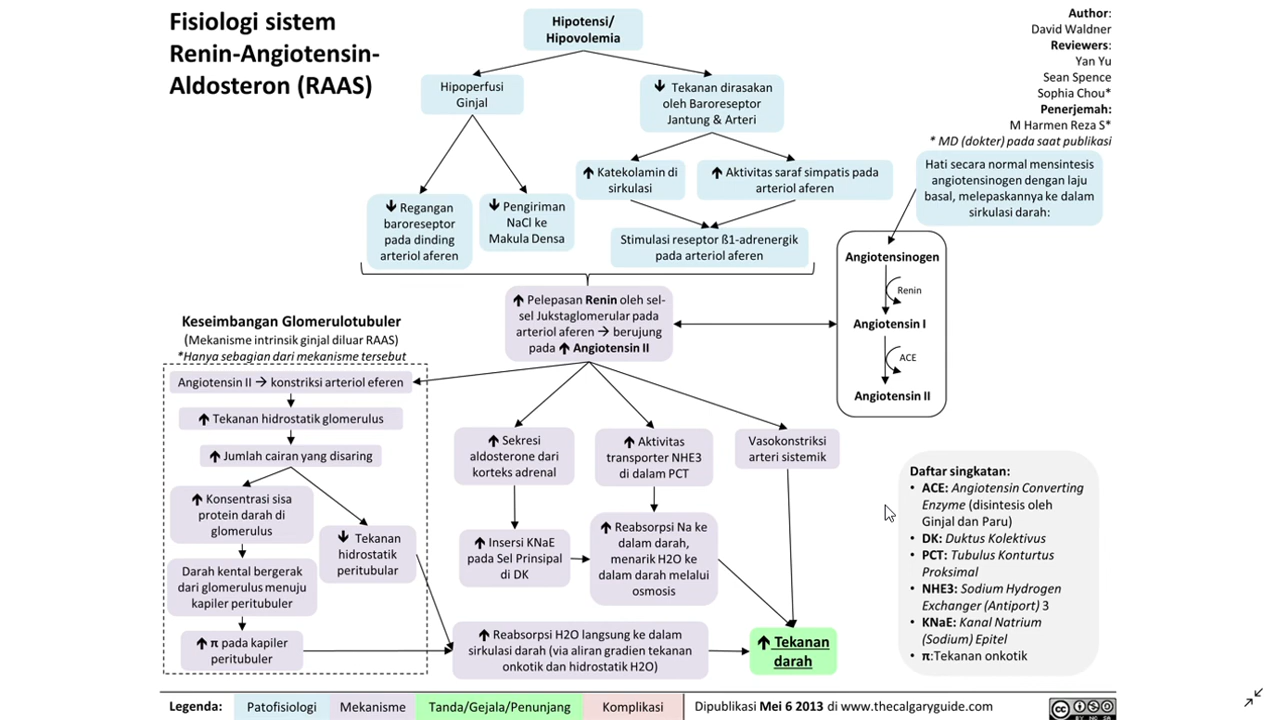 Fisiologi sistem
Renin-Angiotensin-
Aldosteron (RAAS)
Hipotensi/
Hipovolemia
Author:
David Waldner
Reviewers:
Yan Yu
Sean Spence
Sophia Chou*
Penerjemah:
M Harmen Reza S*
* MD (dokter) pada saat publikasi
Hipoperfusi
Ginjal
🡫 Tekanan dirasakan
oleh Baroreseptor
Jantung & Arteri
🡩 Katekolamin di
sirkulasi
🡩 Aktivitas saraf simpatis pada
arteriol aferen
Hati secara normal mensintesis
angiotensinogen dengan laju
basal, melepaskannya ke dalam
sirkulasi darah:
🡫 Regangan
baroreseptor
pada dinding
arteriol aferen
🡫 Pengiriman
NaCl ke
Makula Densa
Stimulasi reseptor ß1-adrenergik
pada arteriol aferen
Angiotensinogen
Renin
Angiotensin I
ACE
Angiotensin II
🡩 Pelepasan Renin oleh sel-
sel Jukstaglomerular pada
arteriol aferen → berujung
pada 🡩 Angiotensin II
Keseimbangan Glomerulotubuler
(Mekanisme intrinsik ginjal diluar RAAS)
*Hanya sebagian dari mekanisme tersebut
Angiotensin II → konstriksi arteriol eferen
🡩 Tekanan hidrostatik glomerulus
🡩 Jumlah cairan yang disaring
🡩 Konsentrasi sisa
protein darah di
glomerulus
🡫 Tekanan
hidrostatik
peritubular
Darah kental bergerak
dari glomerulus menuju
kapiler peritubuler
🡩 π pada kapiler
peritubuler
🡩 Sekresi
aldosterone dari
korteks adrenal
🡩 Aktivitas
transporter NHE3
di dalam PCT
Vasokonstriksi
arteri sistemik
🡩 Insersi KNaE
pada Sel Prinsipal
di DK
🡩 Reabsorpsi Na ke
dalam darah,
menarik H2O ke
dalam darah melalui
osmosis
🡩 Reabsorpsi H2O langsung ke dalam
sirkulasi darah (via aliran gradien tekanan
onkotik dan hidrostatik H2O)
🡩 Tekanan
darah
Daftar singkatan:
• ACE: Angiotensin Converting
Enzyme (disintesis oleh
Ginjal dan Paru)
• DK: Duktus Kolektivus
• PCT: Tubulus Konturtus
Proksimal
• NHE3: Sodium Hydrogen
Exchanger (Antiport) 3
• KNaE: Kanal Natrium
(Sodium) Epitel
• π:Tekanan onkotik
Legenda:
Patofisiologi
Mekanisme
Tanda/Gejala/Penunjang
Komplikasi
Dipublikasi Mei 6 2013 di www.thecalgaryguide.com
BY NC SA